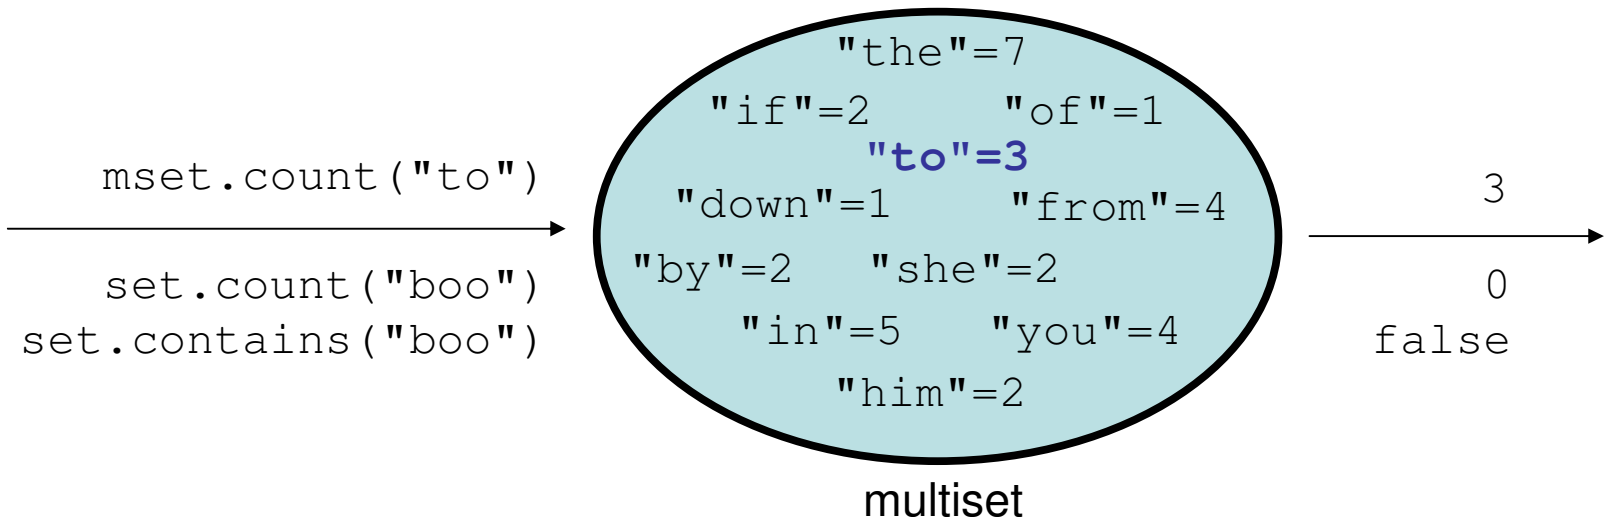 mset.count("to")
set.count("boo")
set.contains("boo")
"the"=7
"if"=2 "of"=1
"to"=3
"down"=1 "from"=4
"by"=2 "she"=2
"in"=5 "you"=4
"him"=2
multiset
3
0
false